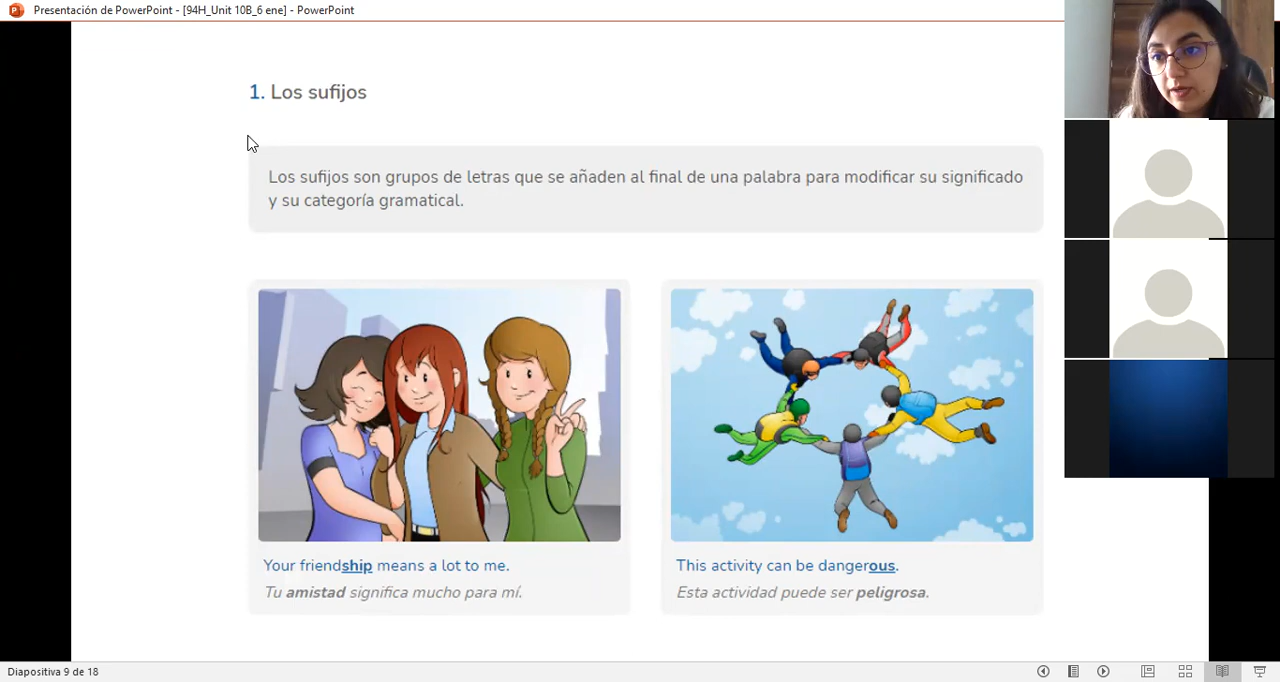 Presentación de PowerPoint - [94H_Unit 10B_6 ene] - PowerPoint
1. Los sufijos
Los sufijos son grupos de letras que se añaden al final de una palabra para modificar su significado
y su categoría gramatical.
Your friendship means a lot to me.
Tu amistad significa mucho para mí.
This activity can be dangerous.
Esta actividad puede ser peligrosa.
Diapositiva 9 de 18